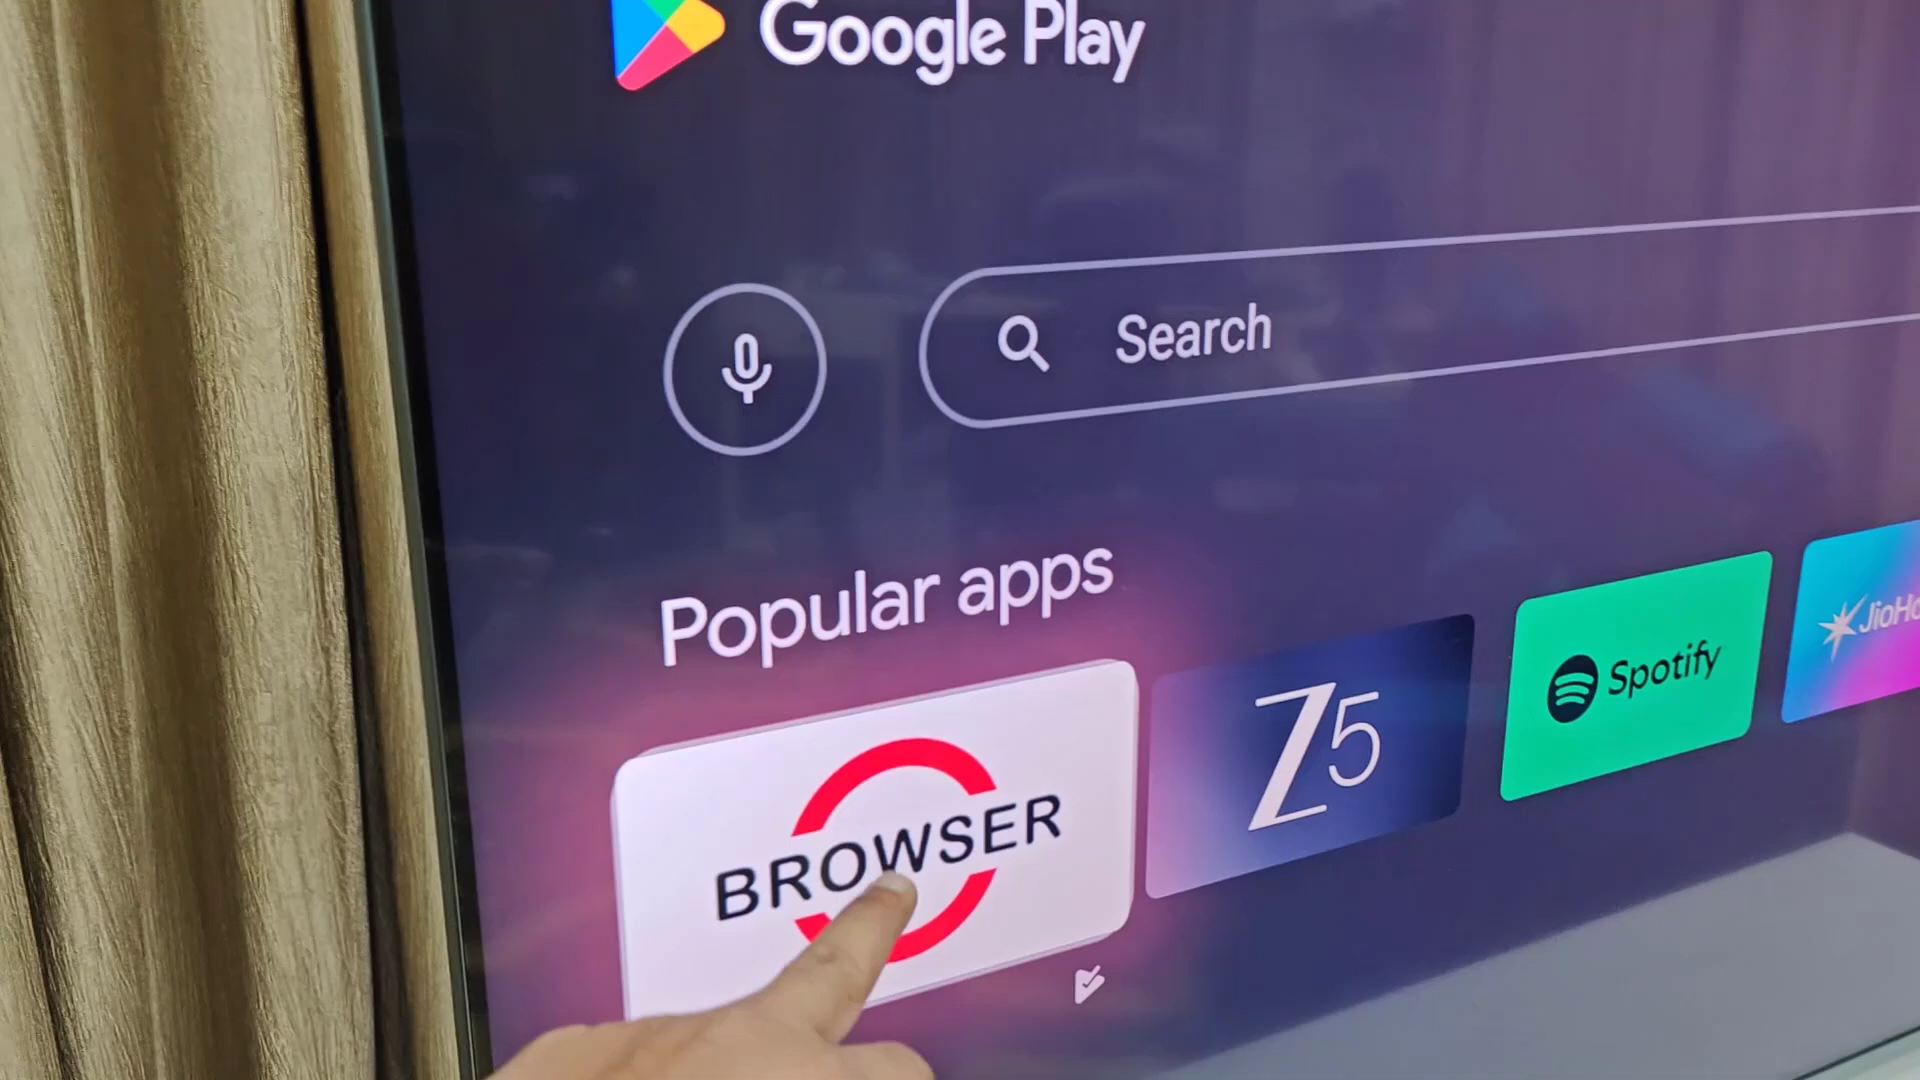 Google Play
Search
Popular apps
BROWSER
Z5
Spotify